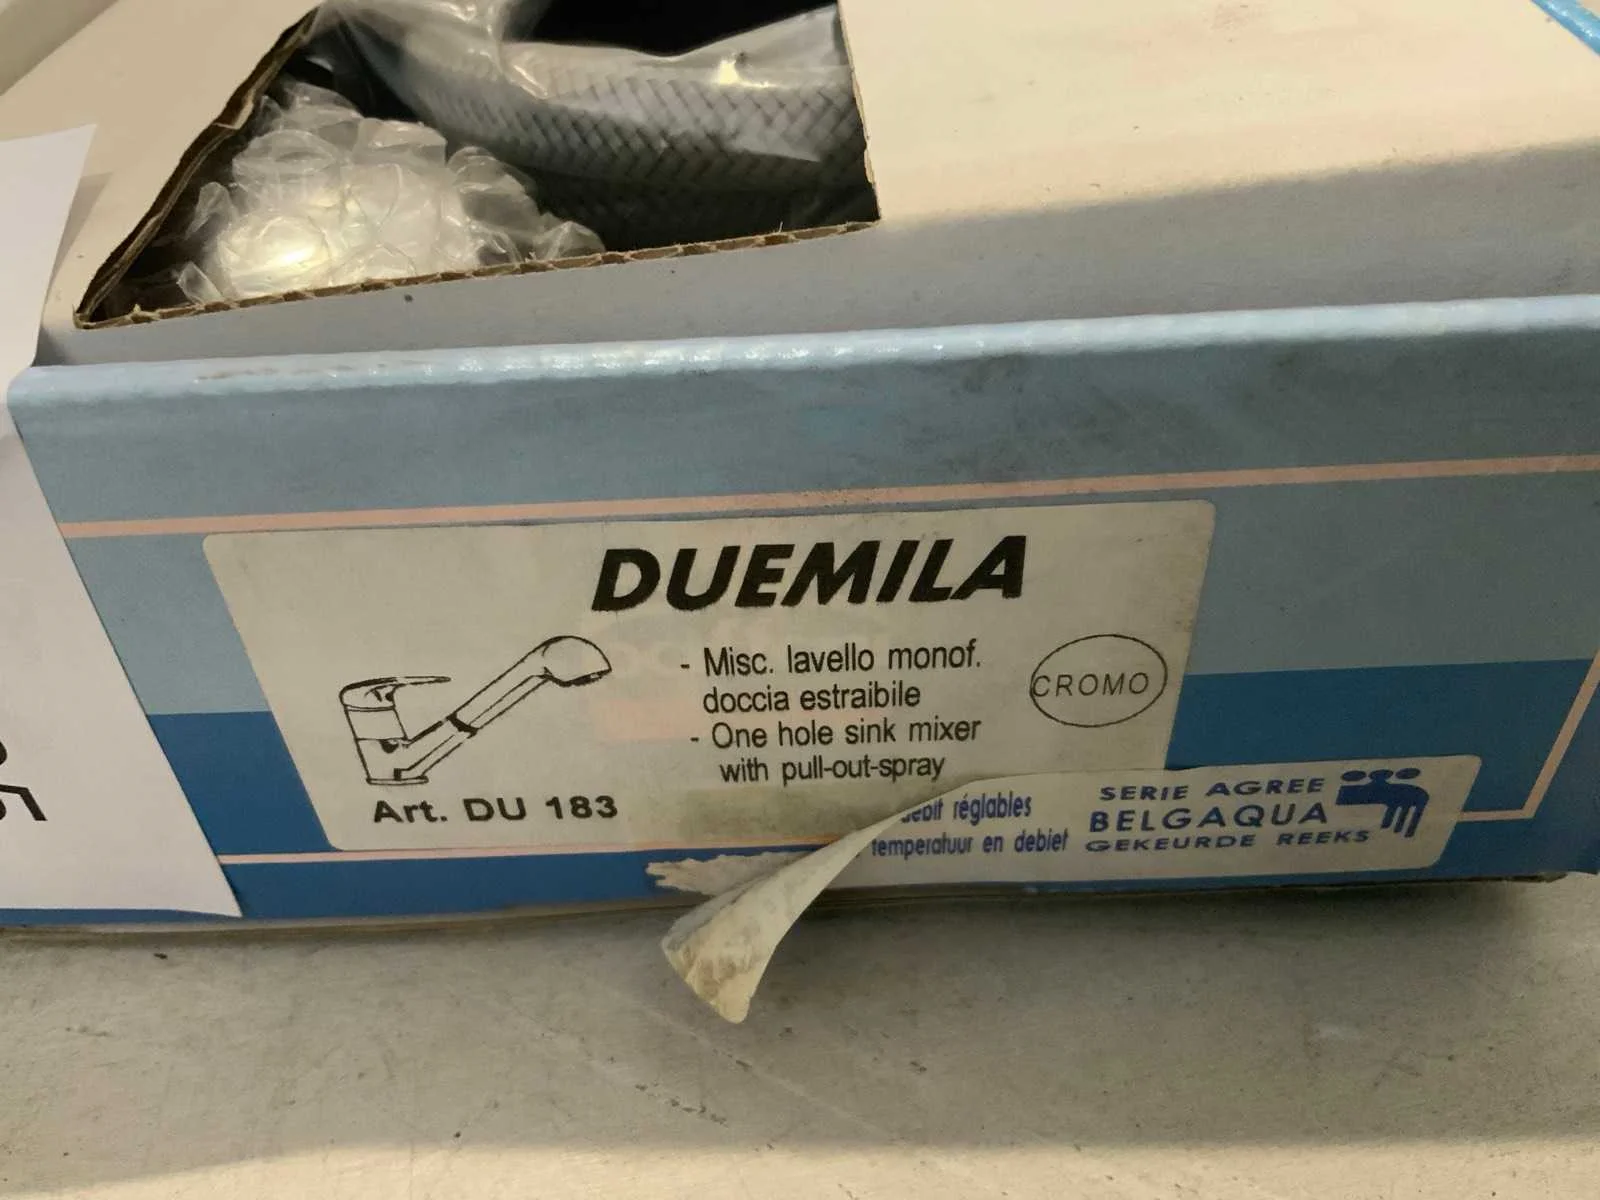 DUEMILA
- Misc. lavello monof.
doccia estraibile
- One hole sink mixer
with pull-out-spray
CROMO
Art. DU 183
débit réglables
temperatuur en debiet
SERIE AGREE
BELGAQUA
GEKEURDE REEKS